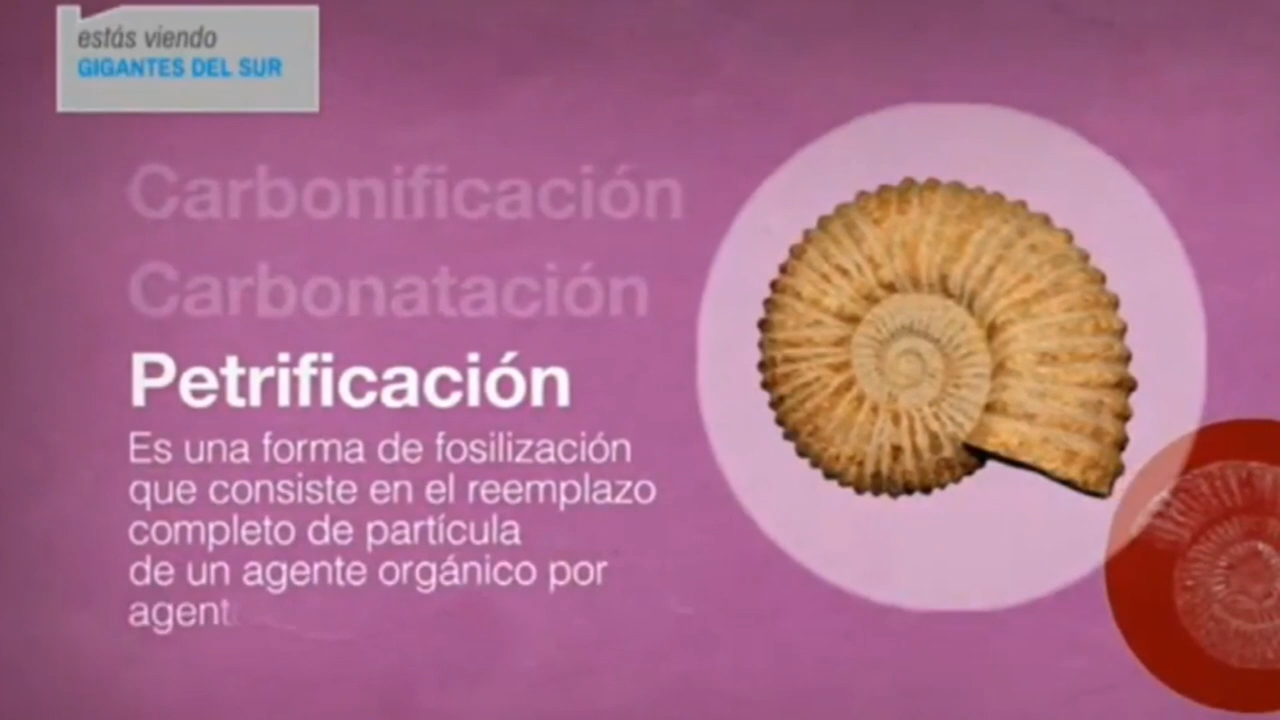 estás viendo
GIGANTES DEL SUR
Carbonificación
Carbonatación
Petrificación
Es una forma de fosilización
que consiste en el reemplazo
completo de partícula
de un agente orgánico por
agent